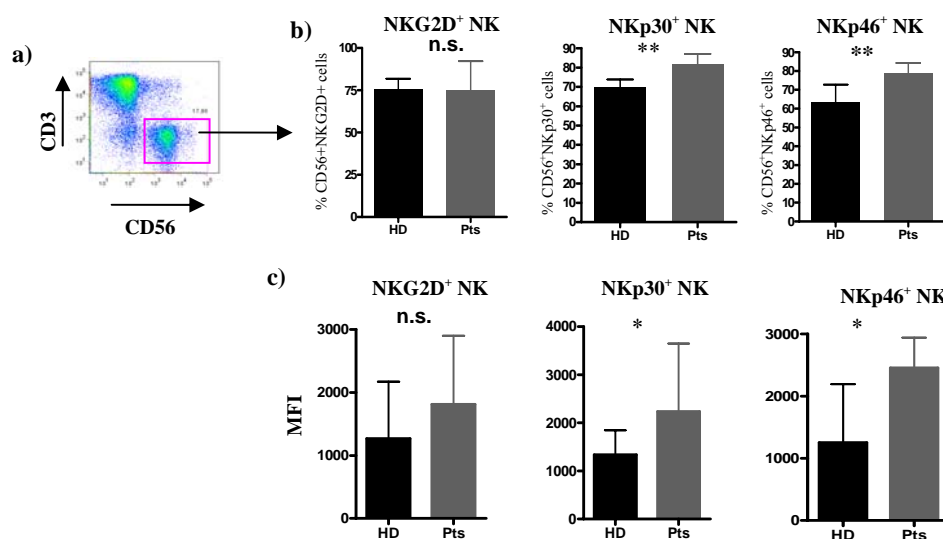 a)
CD3
CD56
17.86
b)
NKG2D⁺ NK
n.s.
% CD56+NKG2D+ cells
100
75
50
25
0
HD Pts
NKp30⁺ NK
**
% CD56⁺NKp30⁺ cells
90
80
70
60
50
40
30
20
10
0
HD Pts
NKp46⁺ NK
**
% CD56⁺NKp46⁺ cells
90
80
70
60
50
40
30
20
10
0
HD Pts
c)
NKG2D⁺ NK
n.s.
MFI
3000
2000
1000
0
HD Pts
NKp30⁺ NK
*
4000
3000
2000
1000
0
HD Pts
NKp46⁺ NK
*
3000
2000
1000
0
HD Pts